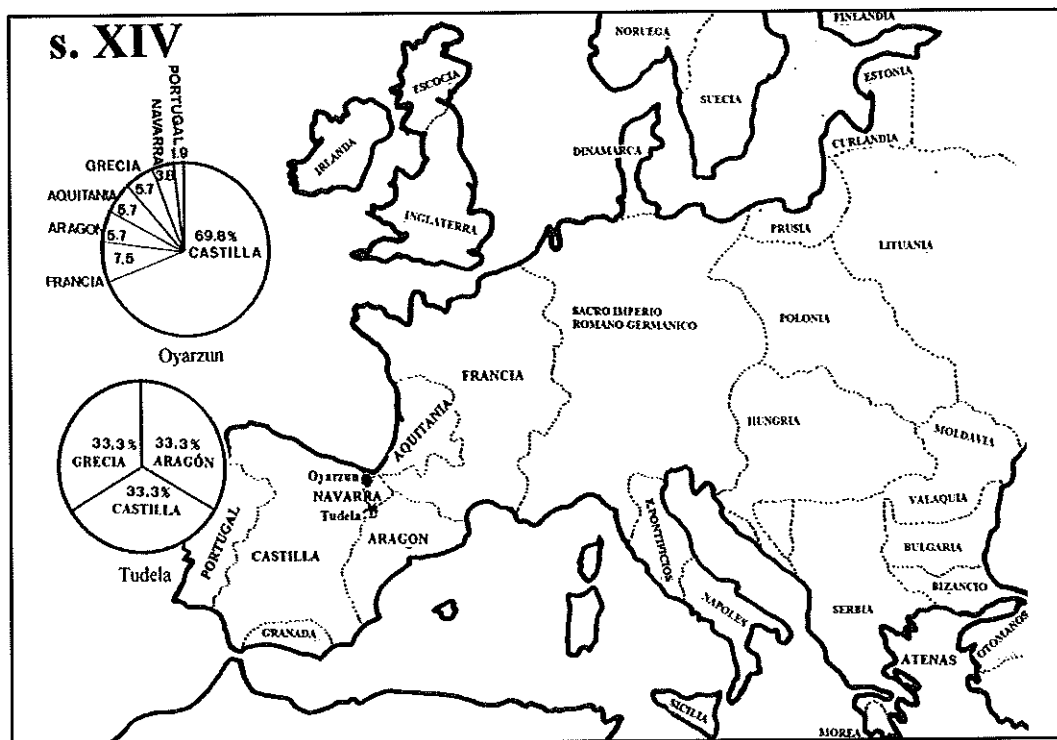 s. XIV
PORTUGAL
NAVARRA
GRECIA
AQUITANIA
ARAGON
FRANCIA
1.9
3.8
5.7
5.7
5.7
7.5
69.8%
CASTILLA
Oyarzun
33,3%
GRECIA
33.3%
ARAGÓN
33.3%
CASTILLA
Tudela
NORUEGA
SUECIA
FINLANDIA
ESTONIA
CURLANDIA
ESCOCIA
IRLANDA
INGLATERRA
DINAMARCA
PRUSIA
LITUANIA
SACRO IMPERIO
ROMANO-GERMANICO
POLONIA
FRANCIA
HUNGRIA
MOLDAVIA
AQUITANIA
Oyarzun
NAVARRA
Tudela
PORTUGAL
CASTILLA
ARAGON
GRANADA
E.PONTIFICIOS
NAPOLES
SICILIA
VALAQUIA
BULGARIA
BIZANCIO
SERBIA
ATENAS
OTOMANOS
MOREA